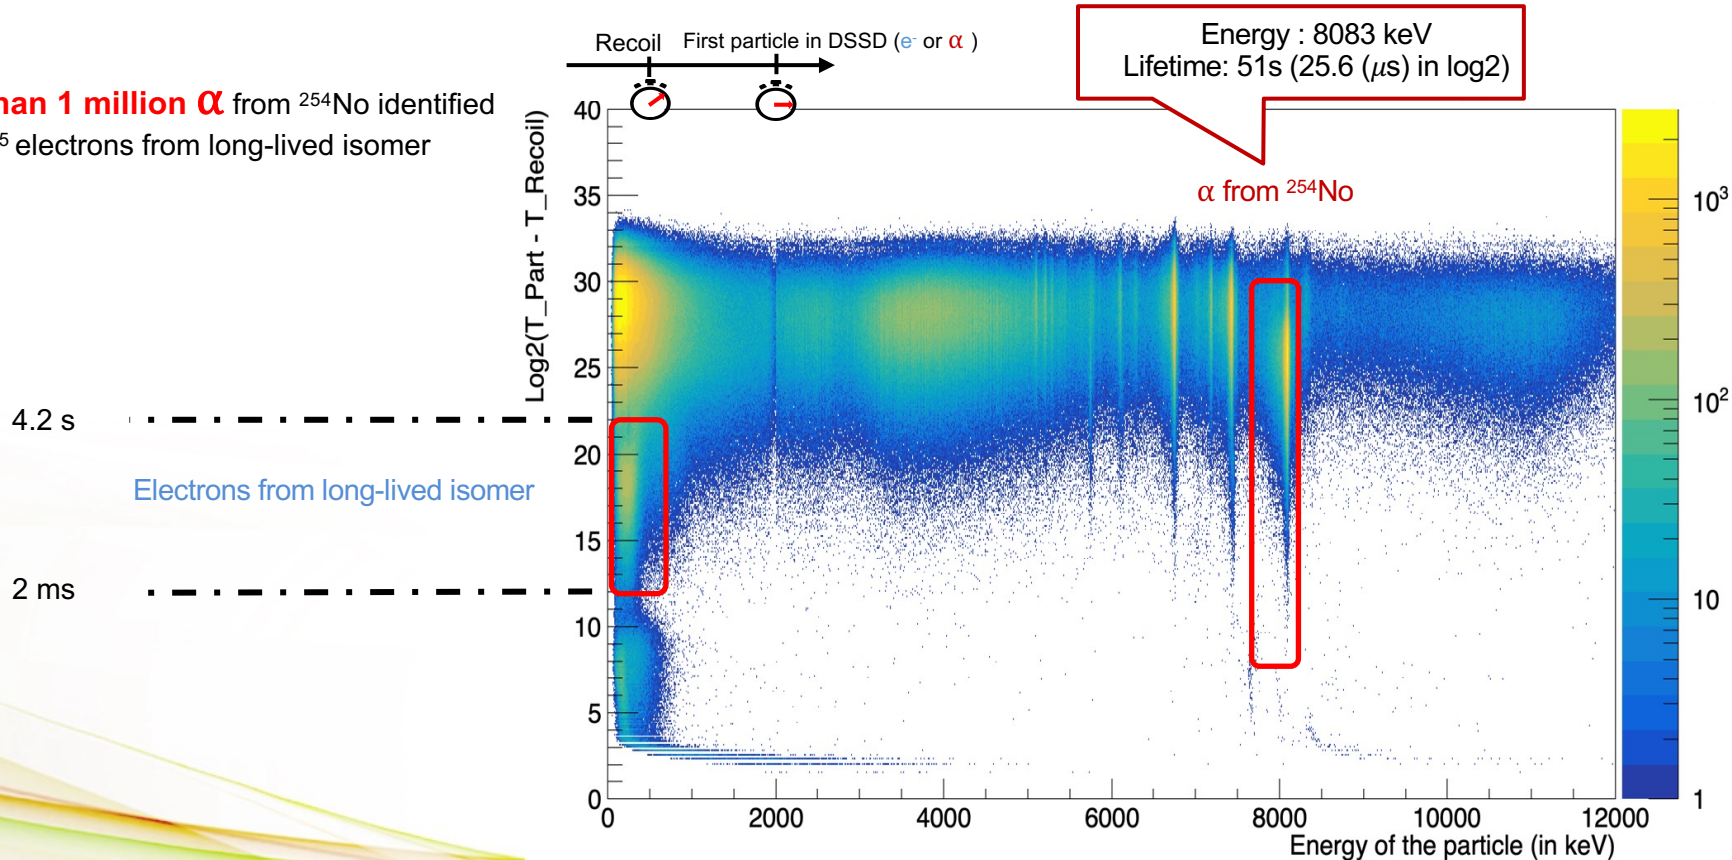 Recoil First particle in DSSD (e- or α )
Energy : 8083 keV
Lifetime: 51s (25.6 (μs) in log2)
than 1 million α from ²⁵⁴No identified
⁵ electrons from long-lived isomer
α from ²⁵⁴No
4.2 s
Electrons from long-lived isomer
2 ms
Log2(T_Part - T_Recoil)
40
35
30
25
20
15
10
5
0
0 2000 4000 6000 8000 10000 12000
Energy of the particle (in keV)
10³
10²
10
1